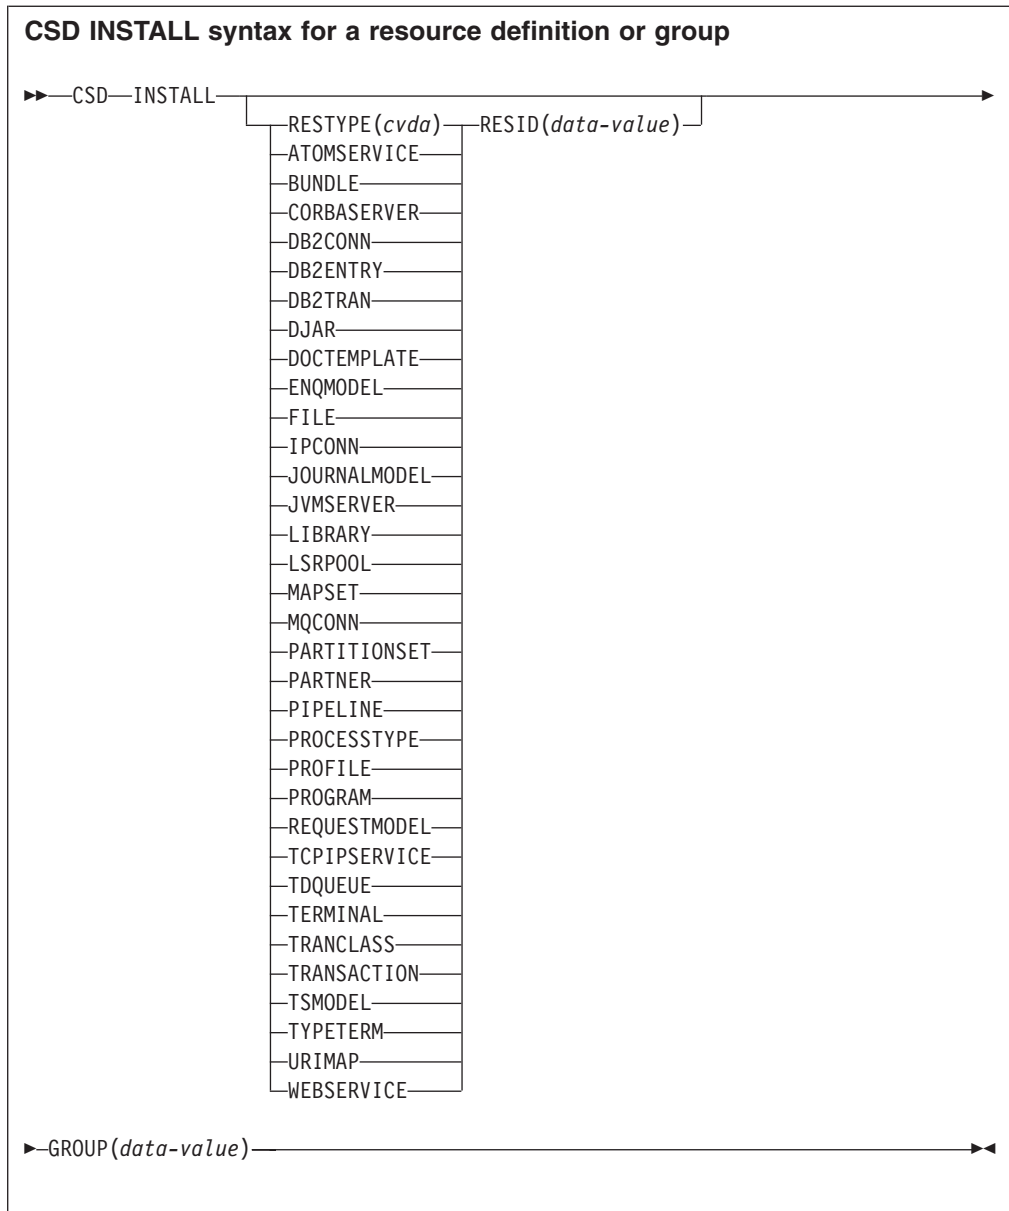 CSD INSTALL syntax for a resource definition or group
CSD INSTALL
RESTYPE(cvda) RESID(data-value)
ATOMSERVICE
BUNDLE
CORBASERVER
DB2CONN
DB2ENTRY
DB2TRAN
DJAR
DOCTEMPLATE
ENQMODEL
FILE
IPCONN
JOURNALMODEL
JVMSERVER
LIBRARY
LSRPOOL
MAPSET
MQCONN
PARTITIONSET
PARTNER
PIPELINE
PROCESSTYPE
PROFILE
PROGRAM
REQUESTMODEL
TCPIPSERVICE
TDQUEUE
TERMINAL
TRANCLASS
TRANSACTION
TSMODEL
TYPETERM
URIMAP
WEBSERVICE
GROUP(data-value)